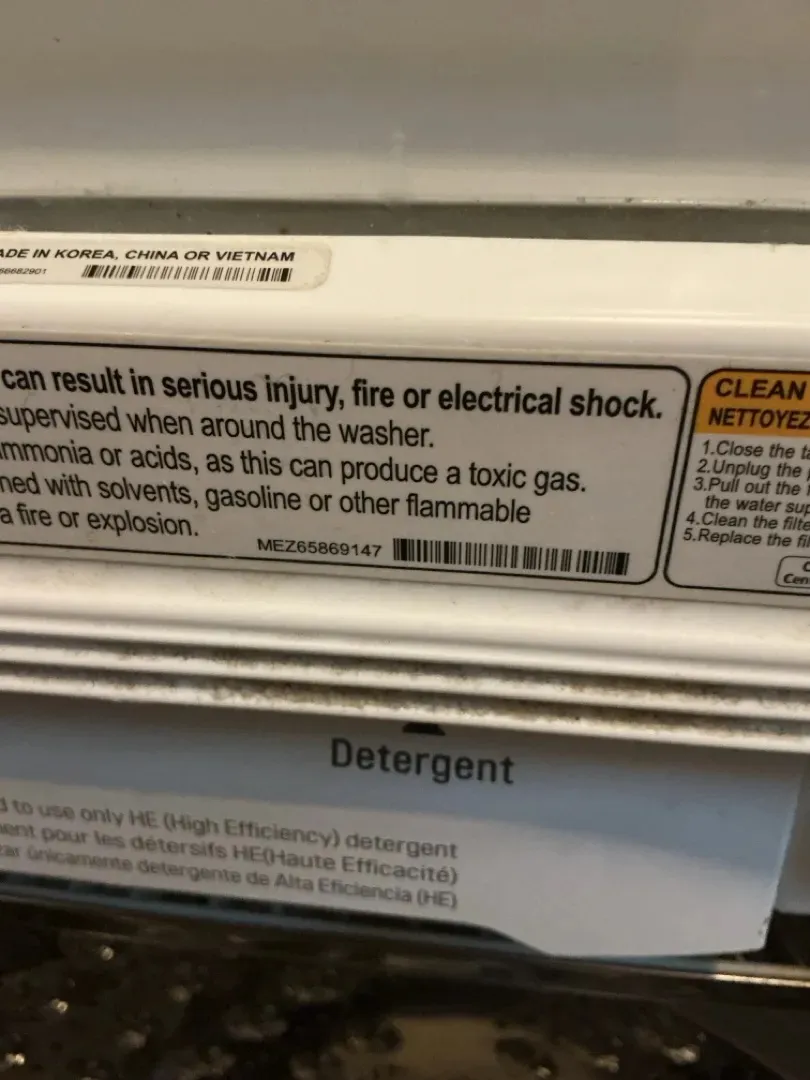 ADE IN KOREA, CHINA OR VIETNAM
66682901
can result in serious injury, fire or electrical shock.
supervised when around the washer.
mmonia or acids, as this can produce a toxic gas.
ned with solvents, gasoline or other flammable
a fire or explosion.
MEZ65869147
CLEAN
NETTOYEZ
1.Close the ta
2.Unplug the
3.Pull out the
the water sup
4.Clean the filte
5.Replace the fil
Cen
Detergent
d to use only HE (High Efficiency) detergent
ent pour les détersifs HE(Haute Efficacité)
ar únicamente detergente de Alta Eficiencia (HE)